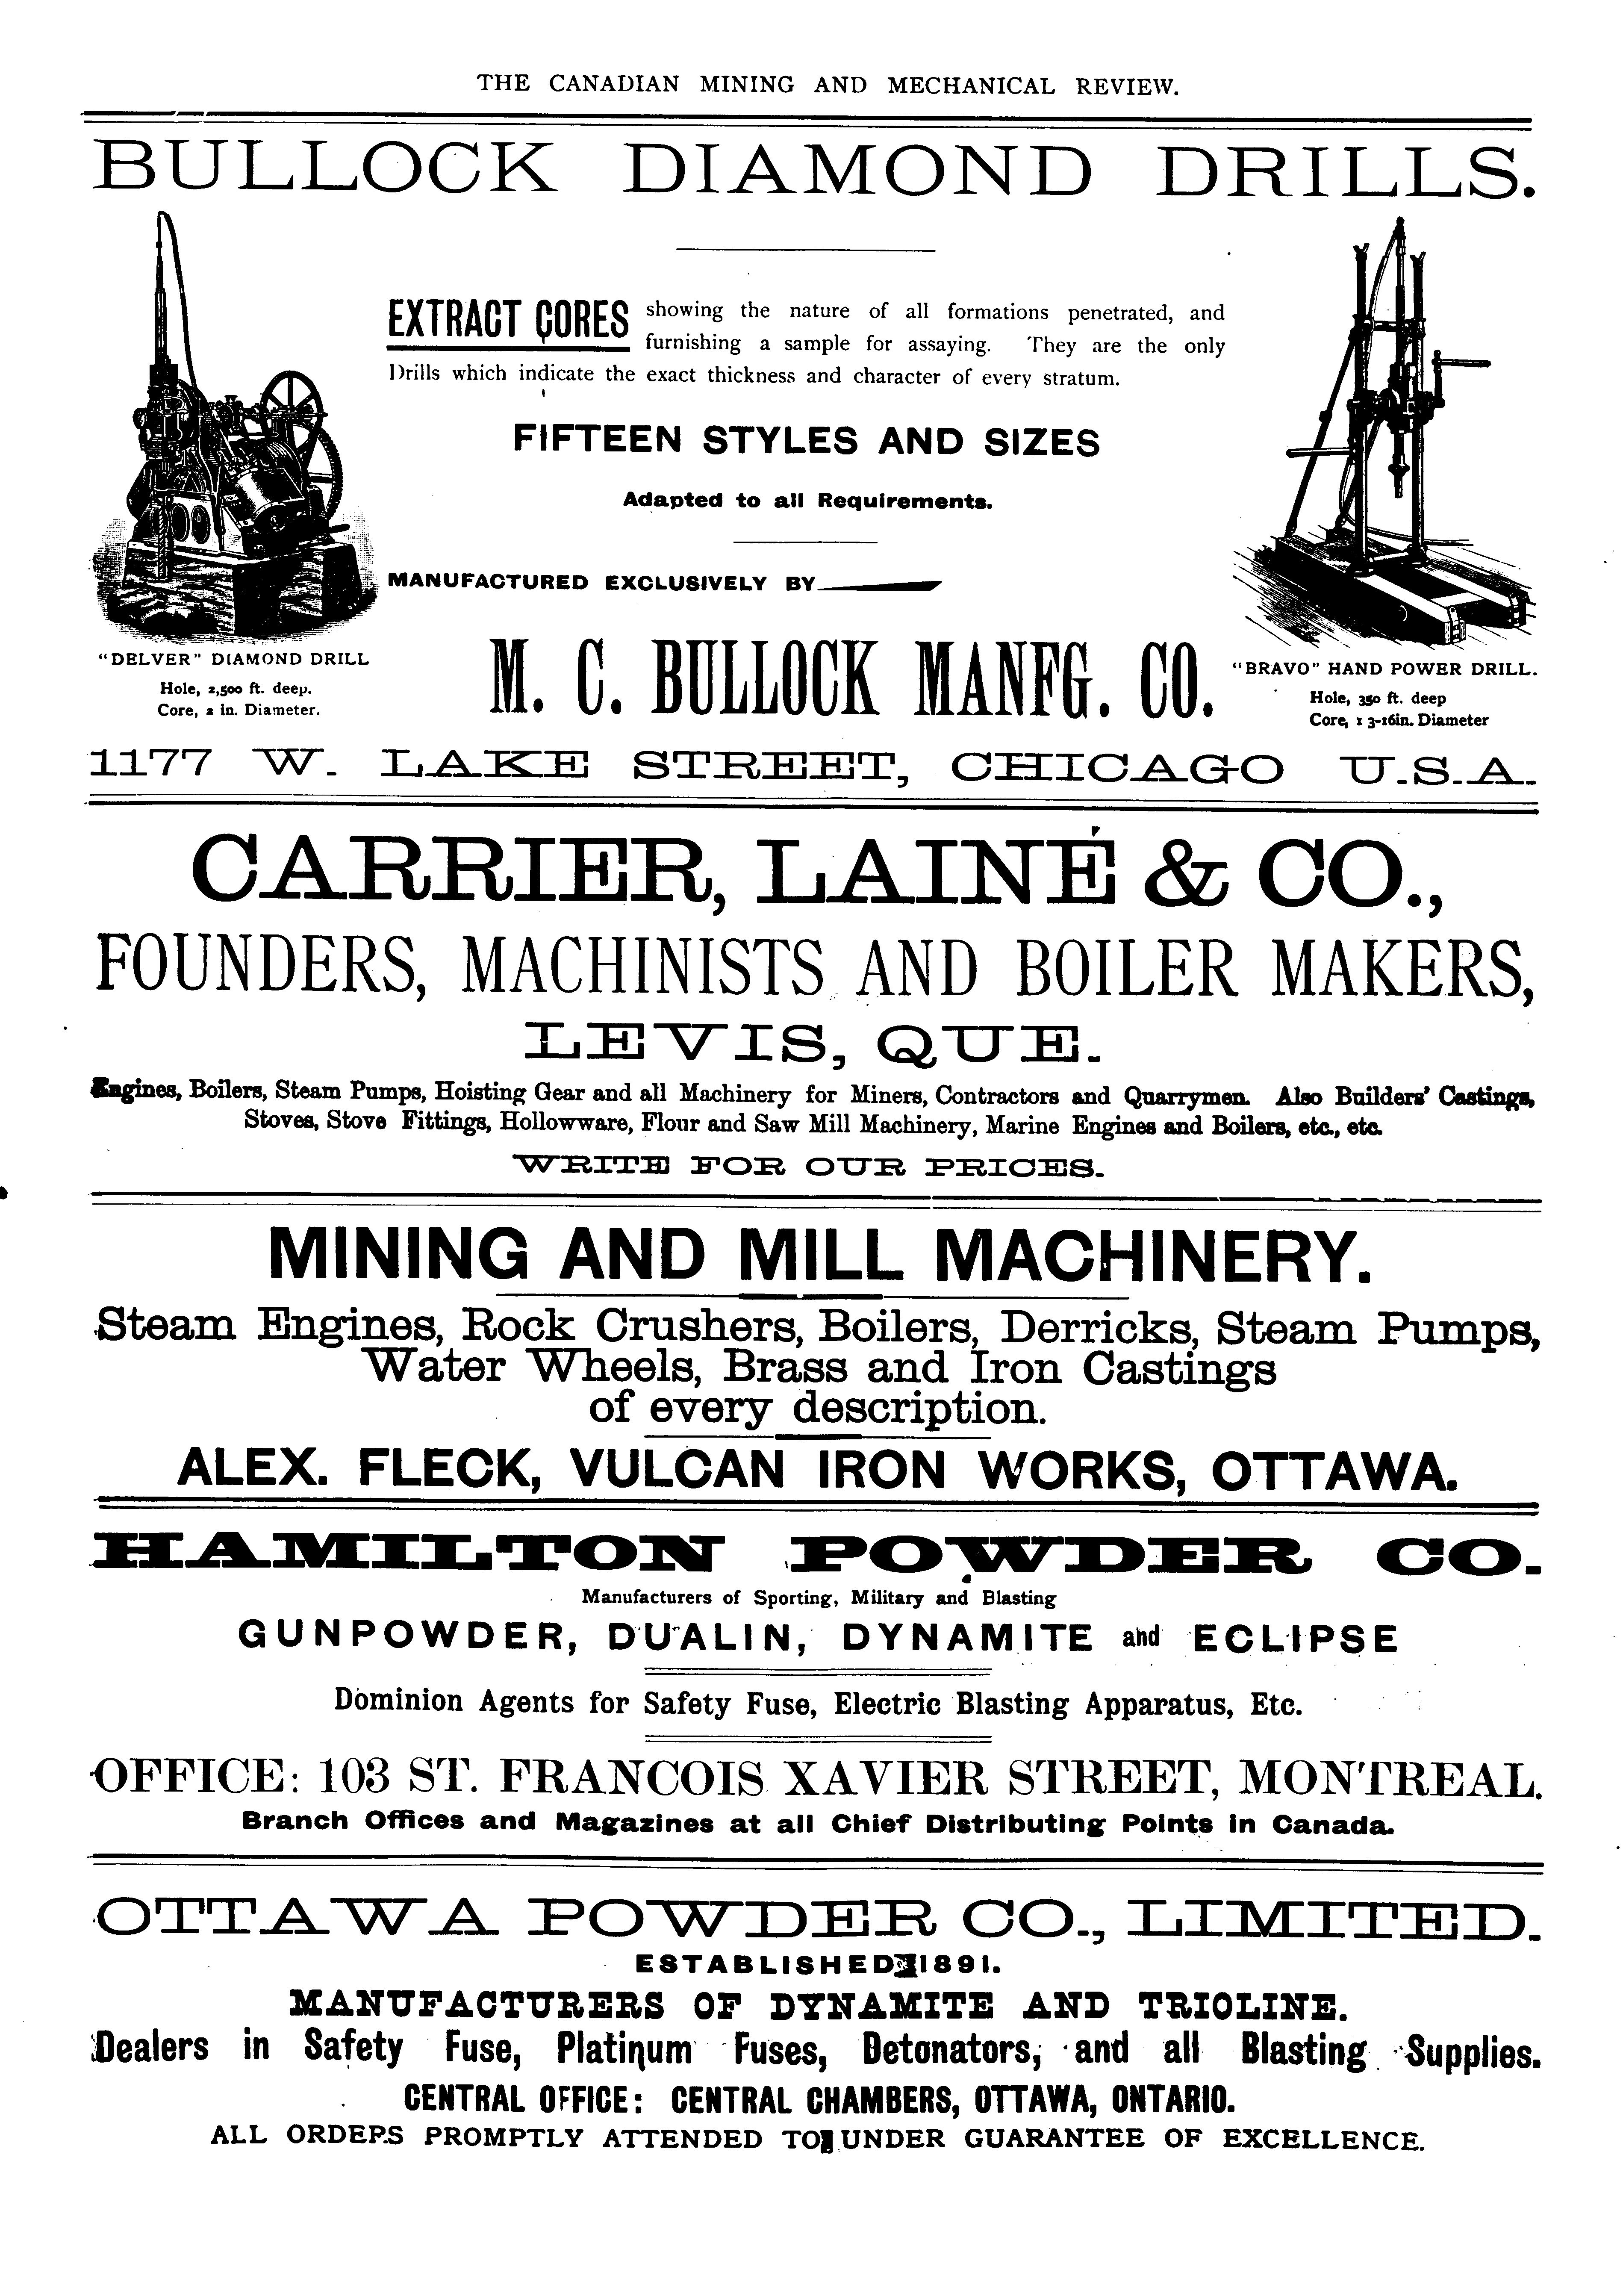 THE CANADIAN MINING AND MECHANICAL REVIEW.
BULLOCK DIAMOND DRILLS.
EXTRACT CORES showing the nature of all formations penetrated, and
furnishing a sample for assaying. They are the only
Drills which indicate the exact thickness and character of every stratum.
FIFTEEN STYLES AND SIZES
Adapted to all Requirements.
MANUFACTURED EXCLUSIVELY BY
"DELVER" DIAMOND DRILL
Hole, 2,500 ft. deep.
Core, 2 in. Diameter.
M. C. BULLOCK MANFG. CO.
"BRAVO" HAND POWER DRILL.
Hole, 350 ft. deep
Core, 1 3-16in. Diameter
1177 W. LAKE STREET, CHICAGO U.S.A.
CARRIER, LAINÉ & CO.,
FOUNDERS, MACHINISTS AND BOILER MAKERS,
LEVIS, QUE.
Engines, Boilers, Steam Pumps, Hoisting Gear and all Machinery for Miners, Contractors and Quarrymen. Also Builders' Castings,
Stoves, Stove Fittings, Hollowware, Flour and Saw Mill Machinery, Marine Engines and Boilers, etc., etc.
WRITE FOR OUR PRICES.
MINING AND MILL MACHINERY.
Steam Engines, Rock Crushers, Boilers, Derricks, Steam Pumps,
Water Wheels, Brass and Iron Castings
of every description.
ALEX. FLECK, VULCAN IRON WORKS, OTTAWA.
HAMILTON POWDER CO.
Manufacturers of Sporting, Military and Blasting
GUNPOWDER, DUALIN, DYNAMITE and ECLIPSE
Dominion Agents for Safety Fuse, Electric Blasting Apparatus, Etc.
OFFICE: 103 ST. FRANCOIS XAVIER STREET, MONTREAL.
Branch Offices and Magazines at all Chief Distributing Points in Canada.
OTTAWA POWDER CO., LIMITED.
ESTABLISHED 1891.
MANUFACTURERS OF DYNAMITE AND TRIOLINE.
Dealers in Safety Fuse, Platinum Fuses, Detonators, and all Blasting Supplies.
CENTRAL OFFICE: CENTRAL CHAMBERS, OTTAWA, ONTARIO.
ALL ORDERS PROMPTLY ATTENDED TO UNDER GUARANTEE OF EXCELLENCE.